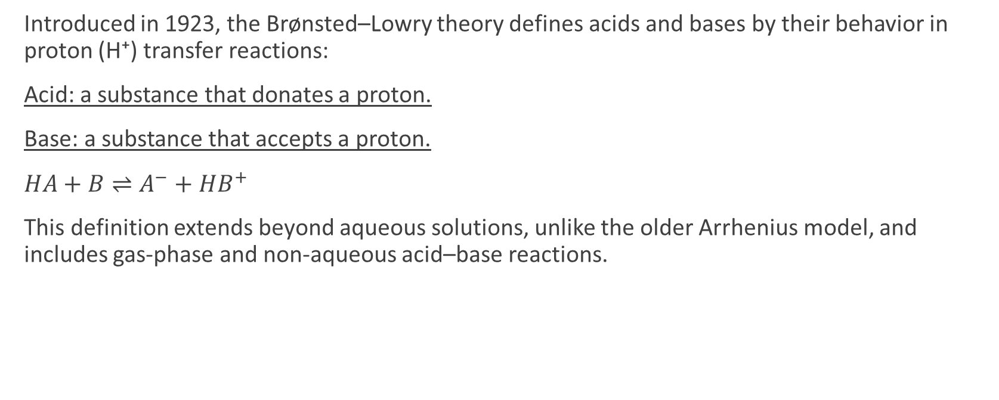 Introduced in 1923, the Brønsted–Lowry theory defines acids and bases by their behavior in
proton (H⁺) transfer reactions:
Acid: a substance that donates a proton.
Base: a substance that accepts a proton.
HA + B ⇌ A⁻ + HB⁺
This definition extends beyond aqueous solutions, unlike the older Arrhenius model, and
includes gas-phase and non-aqueous acid–base reactions.